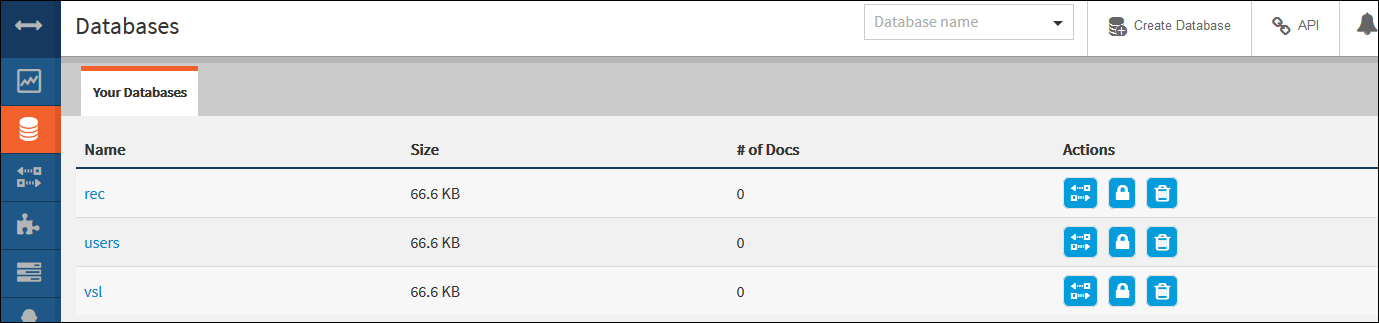 Databases
Database name
Create Database
API
Your Databases
Name Size # of Docs Actions
rec 66.6 KB 0
users 66.6 KB 0
vsl 66.6 KB 0